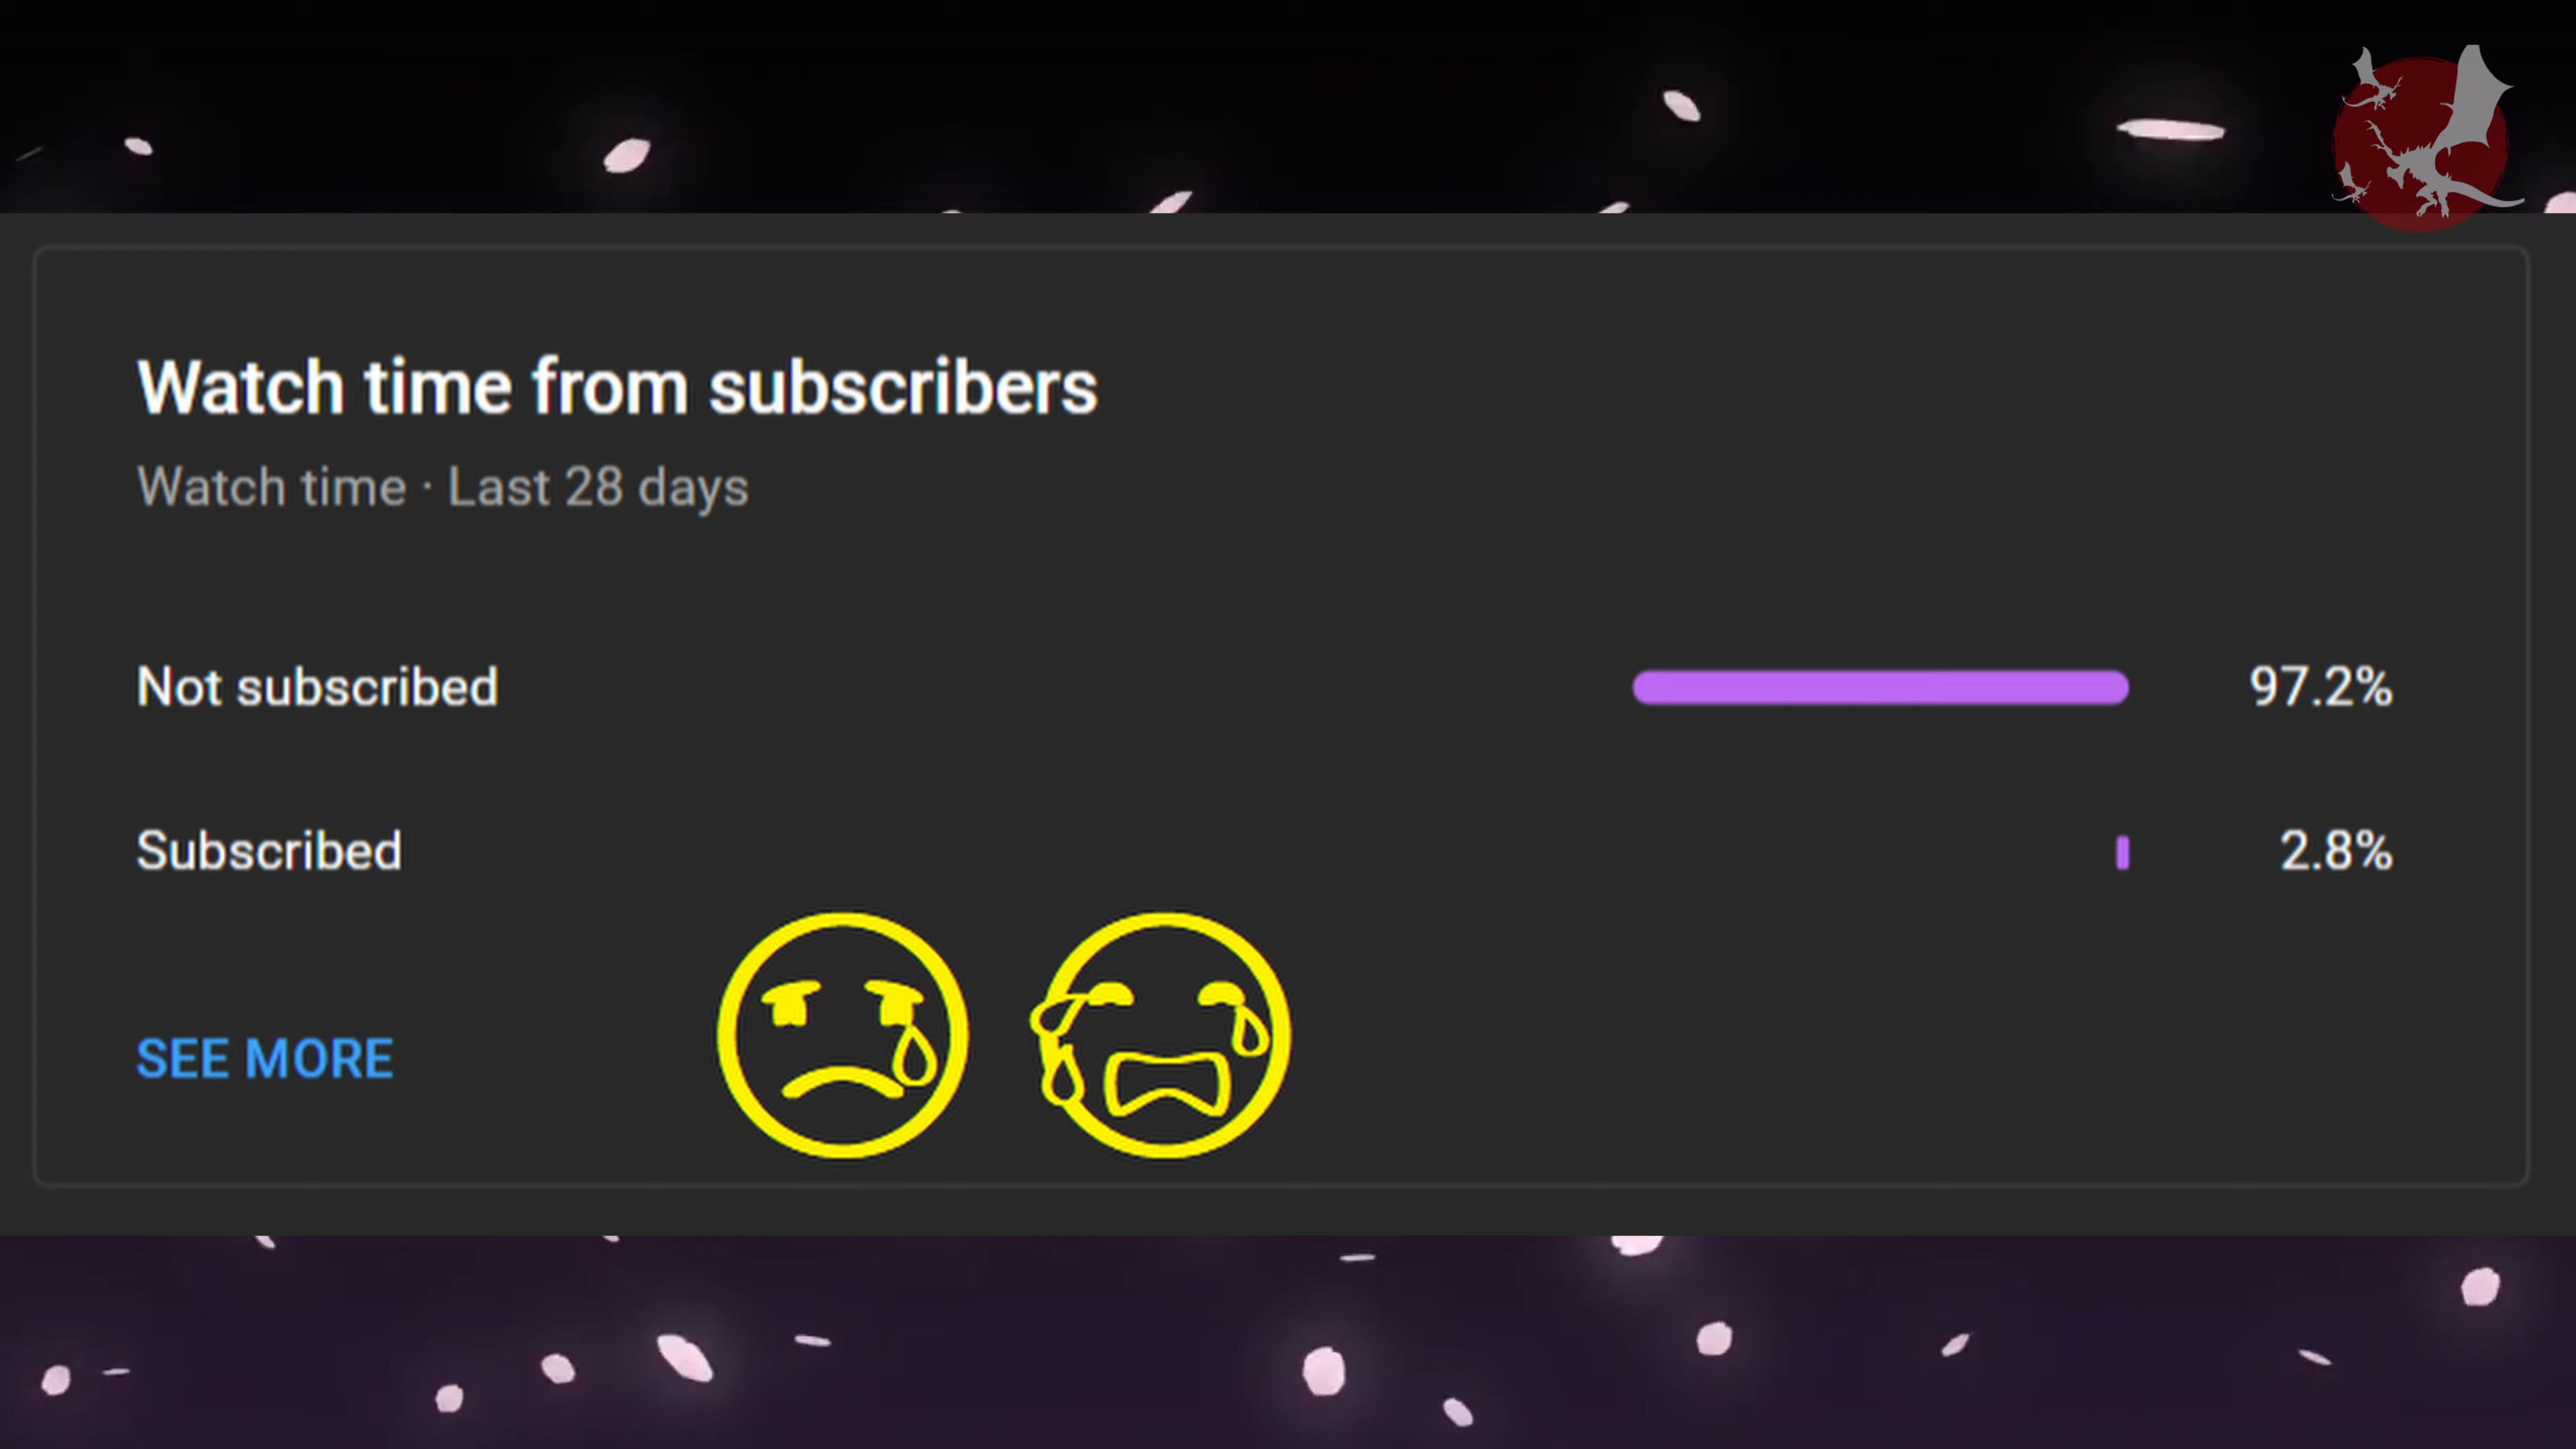 Watch time from subscribers
Watch time · Last 28 days
Not subscribed 97.2%
Subscribed 2.8%
SEE MORE